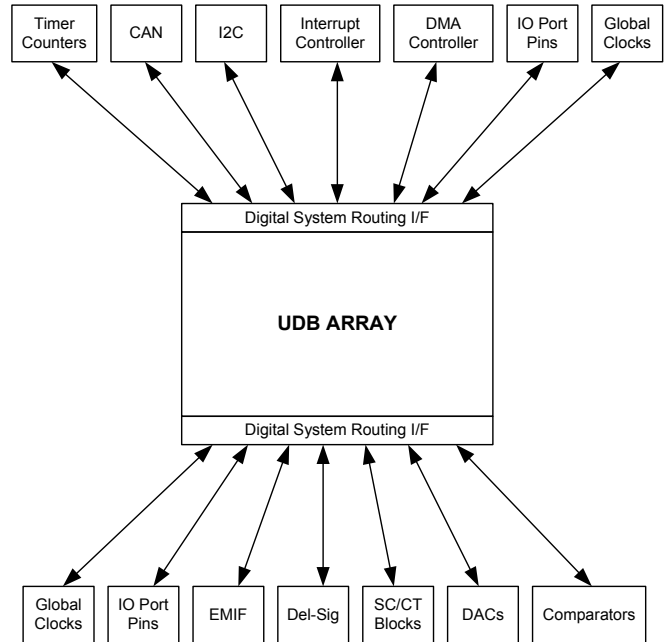 Timer
Counters
CAN
I2C
Interrupt
Controller
DMA
Controller
IO Port
Pins
Global
Clocks
Digital System Routing I/F
UDB ARRAY
Digital System Routing I/F
Global
Clocks
IO Port
Pins
EMIF
Del-Sig
SC/CT
Blocks
DACs
Comparators